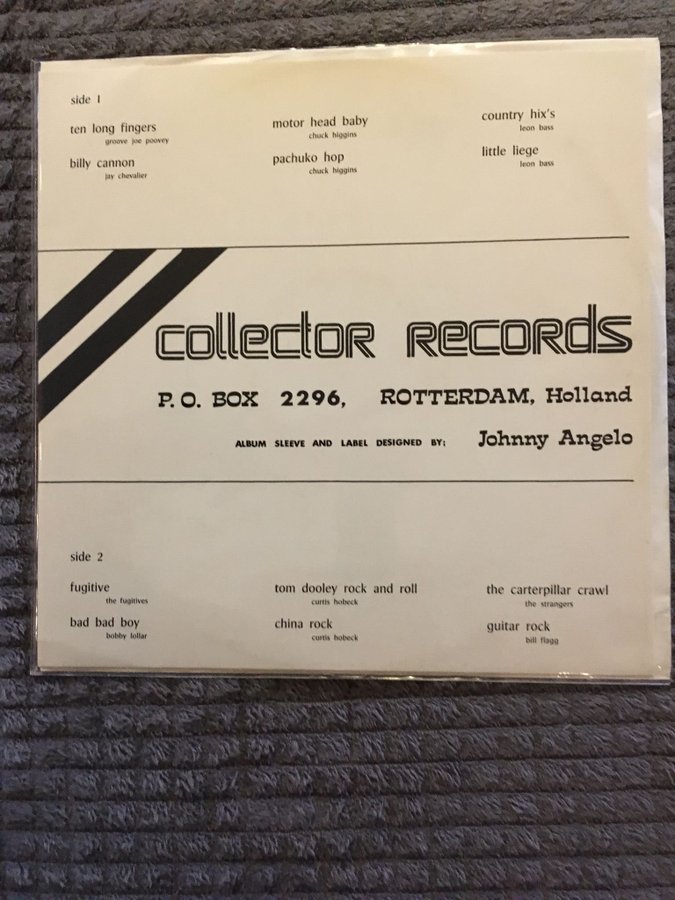 side 1
ten long fingers
groove joe poovey
billy cannon
jay chevalier
motor head baby
chuck higgins
pachuko hop
chuck higgins
country hix's
leon bass
little liege
leon bass
collector records
P. O. BOX 2296, ROTTERDAM, Holland
ALBUM SLEEVE AND LABEL DESIGNED BY: Johnny Angelo
side 2
fugitive
the fugitives
bad bad boy
bobby lollar
tom dooley rock and roll
curtis hobeck
china rock
curtis hobeck
the carterpillar crawl
the strangers
guitar rock
bill flagg